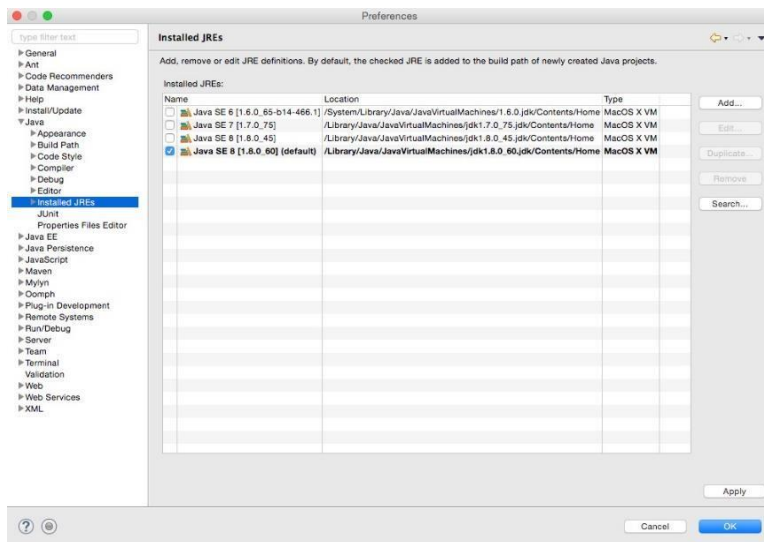 Preferences
type filter text
General
Ant
Code Recommenders
Data Management
Help
Install/Update
Java
Appearance
Build Path
Code Style
Compiler
Debug
Editor
Installed JREs
JUnit
Properties Files Editor
Java EE
Java Persistence
JavaScript
Maven
Mylyn
Oomph
Plug-in Development
Remote Systems
Run/Debug
Server
Team
Terminal
Validation
Web
Web Services
XML
Installed JREs
Add, remove or edit JRE definitions. By default, the checked JRE is added to the build path of newly created Java projects.
Installed JREs:
Name Location Type
Java SE 6 [1.6.0_65-b14-466.1] /System/Library/Java/JavaVirtualMachines/1.6.0.jdk/Contents/Home MacOS X VM
Java SE 7 [1.7.0_75] /Library/Java/JavaVirtualMachines/jdk1.7.0_75.jdk/Contents/Home MacOS X VM
Java SE 8 [1.8.0_45] /Library/Java/JavaVirtualMachines/jdk1.8.0_45.jdk/Contents/Home MacOS X VM
Java SE 8 [1.8.0_60] (default) /Library/Java/JavaVirtualMachines/jdk1.8.0_60.jdk/Contents/Home MacOS X VM
Add...
Edit...
Duplicate...
Remove
Search...
Apply
?
Cancel
OK